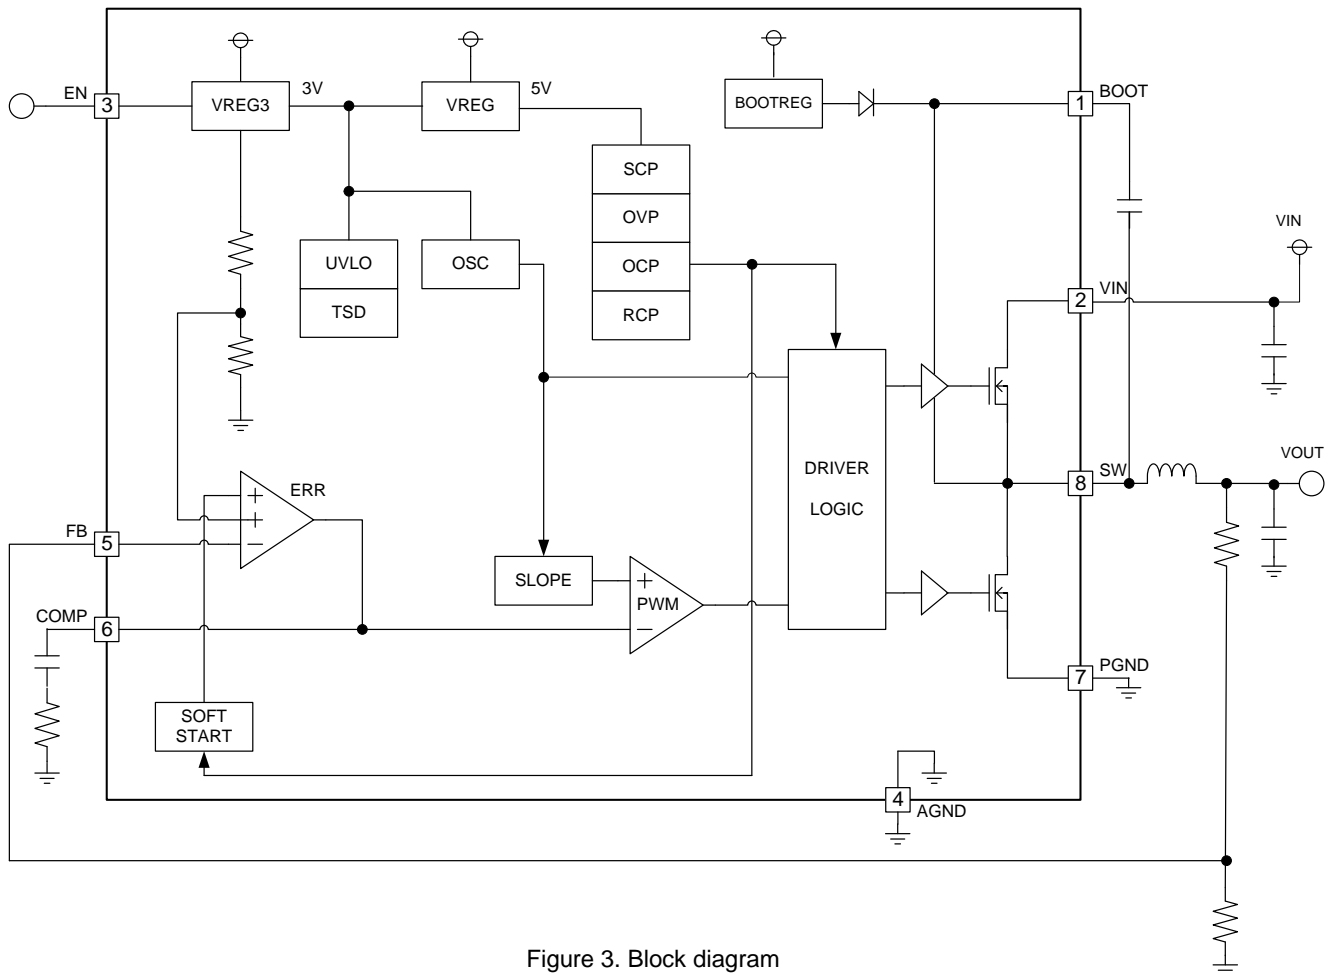 EN
3
VREG3
3V
VREG
5V
BOOTREG
1
BOOT
SCP
OVP
OCP
RCP
UVLO
TSD
OSC
VIN
2
VIN
DRIVER
LOGIC
ERR
+
+
−
FB
5
SLOPE
+
PWM
−
8
SW
VOUT
COMP
6
7
PGND
SOFT
START
4
AGND
Figure 3. Block diagram